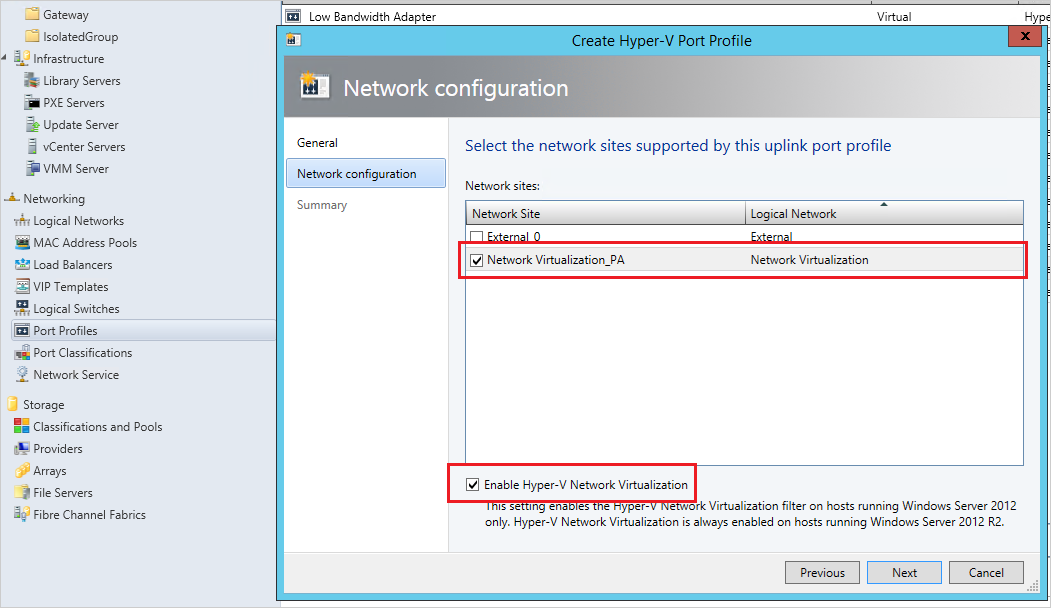 Gateway
IsolatedGroup
Infrastructure
Library Servers
PXE Servers
Update Server
vCenter Servers
VMM Server
Networking
Logical Networks
MAC Address Pools
Load Balancers
VIP Templates
Logical Switches
Port Profiles
Port Classifications
Network Service
Storage
Classifications and Pools
Providers
Arrays
File Servers
Fibre Channel Fabrics
Low Bandwidth Adapter Virtual Hype
Create Hyper-V Port Profile
x
Network configuration
General
Network configuration
Summary
Select the network sites supported by this uplink port profile
Network sites:
Network Site Logical Network
External_0 External
Network Virtualization_PA Network Virtualization
Enable Hyper-V Network Virtualization
This setting enables the Hyper-V Network Virtualization filter on hosts running Windows Server 2012
only. Hyper-V Network Virtualization is always enabled on hosts running Windows Server 2012 R2.
Previous Next Cancel